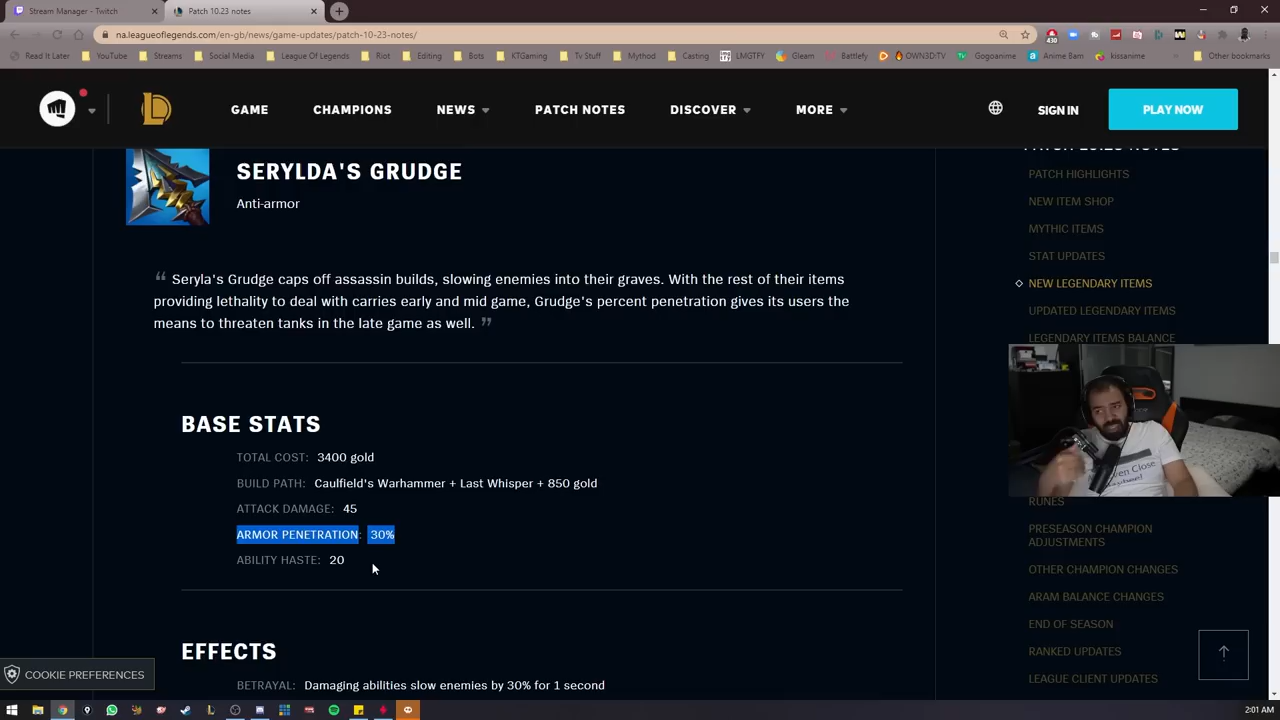 Stream Manager - Twitch
Patch 10.23 notes
na.leagueoflegends.com/en-gb/news/game-updates/patch-10-23-notes/
430
Read It Later
YouTube
Streams
Social Media
League Of Legends
Riot
Editing
Bots
KTGaming
Tv Stuff
Mythod
Casting
LMGTFY
Gleam
Battlefy
OWN3D:TV
Gogoanime
Anime Bam
kissanime
Other bookmarks
GAME
CHAMPIONS
NEWS
PATCH NOTES
DISCOVER
MORE
SIGN IN
PLAY NOW
SERYLDA'S GRUDGE
Anti-armor
“ Seryla's Grudge caps off assassin builds, slowing enemies into their graves. With the rest of their items
providing lethality to deal with carries early and mid game, Grudge's percent penetration gives its users the
means to threaten tanks in the late game as well. ”
BASE STATS
TOTAL COST: 3400 gold
BUILD PATH: Caulfield's Warhammer + Last Whisper + 850 gold
ATTACK DAMAGE: 45
ARMOR PENETRATION: 30%
ABILITY HASTE: 20
EFFECTS
BETRAYAL: Damaging abilities slow enemies by 30% for 1 second
PATCH 10.23 NOTES
PATCH HIGHLIGHTS
NEW ITEM SHOP
MYTHIC ITEMS
STAT UPDATES
NEW LEGENDARY ITEMS
UPDATED LEGENDARY ITEMS
LEGENDARY ITEMS BALANCE
RUNES
PRESEASON CHAMPION
ADJUSTMENTS
OTHER CHAMPION CHANGES
ARAM BALANCE CHANGES
END OF SEASON
RANKED UPDATES
LEAGUE CLIENT UPDATES
COOKIE PREFERENCES
2:01 AM